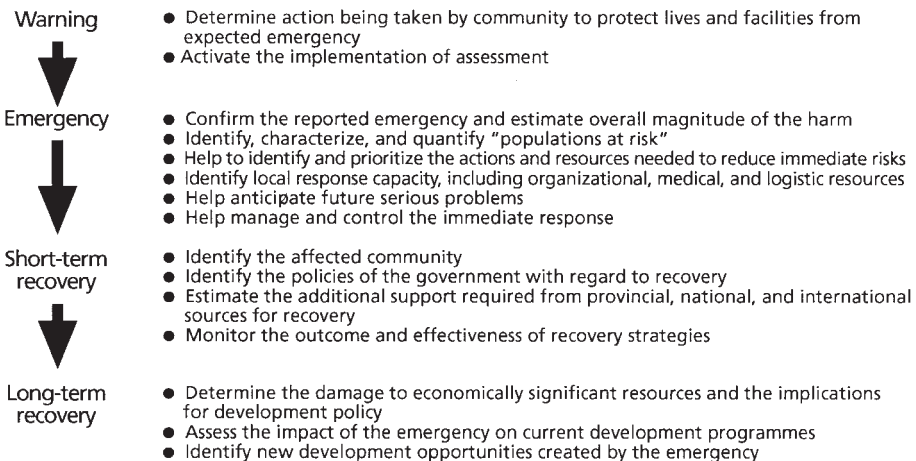 Warning
● Determine action being taken by community to protect lives and facilities from
expected emergency
● Activate the implementation of assessment
Emergency
● Confirm the reported emergency and estimate overall magnitude of the harm
● Identify, characterize, and quantify "populations at risk"
● Help to identify and prioritize the actions and resources needed to reduce immediate risks
● Identify local response capacity, including organizational, medical, and logistic resources
● Help anticipate future serious problems
● Help manage and control the immediate response
Short-term
recovery
● Identify the affected community
● Identify the policies of the government with regard to recovery
● Estimate the additional support required from provincial, national, and international
sources for recovery
● Monitor the outcome and effectiveness of recovery strategies
Long-term
recovery
● Determine the damage to economically significant resources and the implications
for development policy
● Assess the impact of the emergency on current development programmes
● Identify new development opportunities created by the emergency